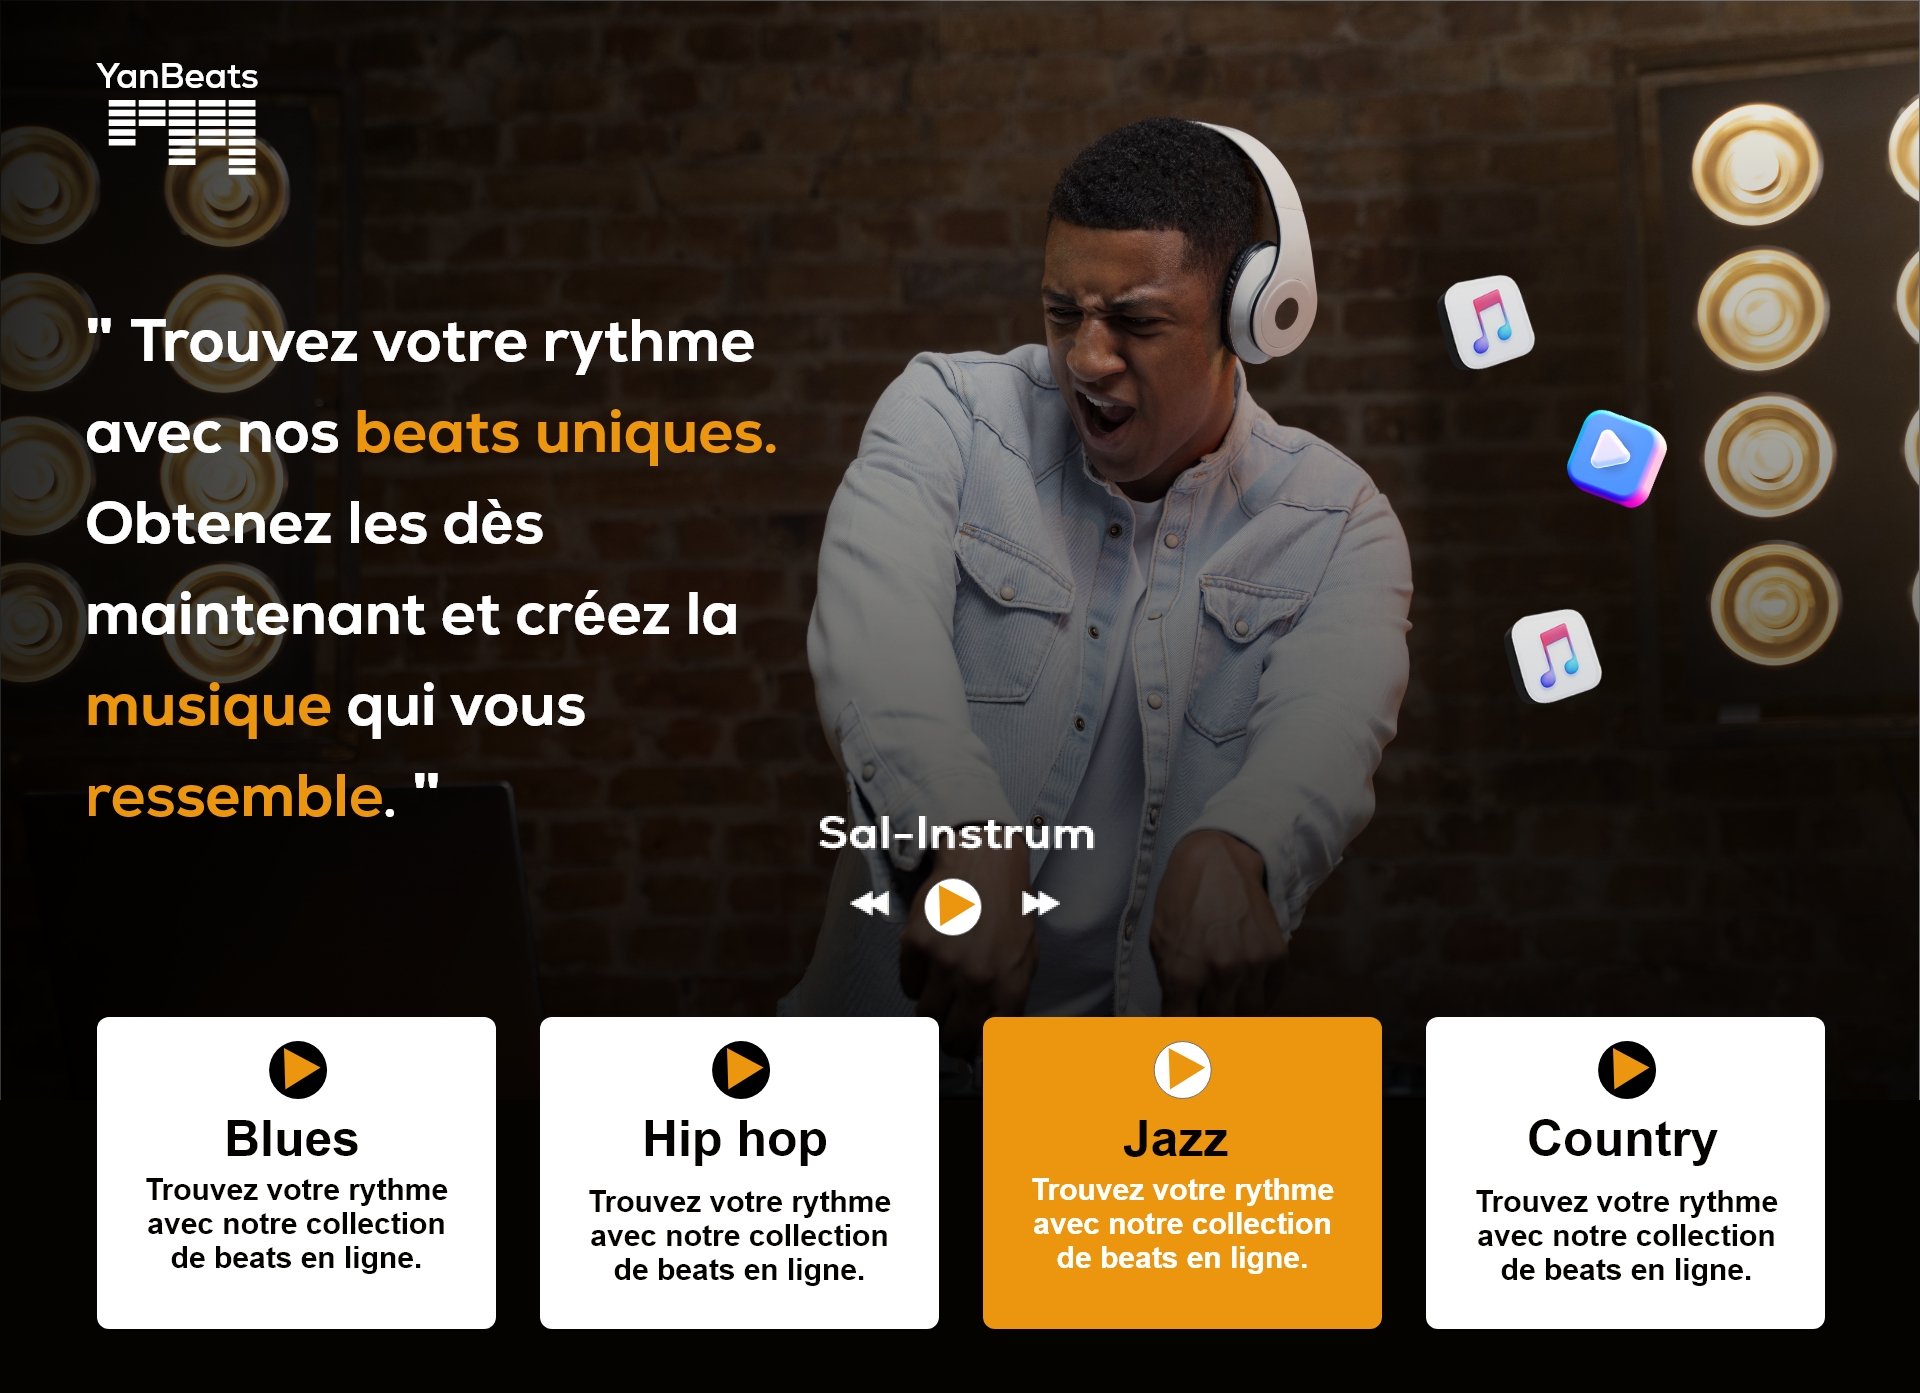 YanBeats
" Trouvez votre rythme
avec nos beats uniques.
Obtenez les dès
maintenant et créez la
musique qui vous
ressemble. "
Sal-Instrum
Blues
Trouvez votre rythme
avec notre collection
de beats en ligne.
Hip hop
Trouvez votre rythme
avec notre collection
de beats en ligne.
Jazz
Trouvez votre rythme
avec notre collection
de beats en ligne.
Country
Trouvez votre rythme
avec notre collection
de beats en ligne.